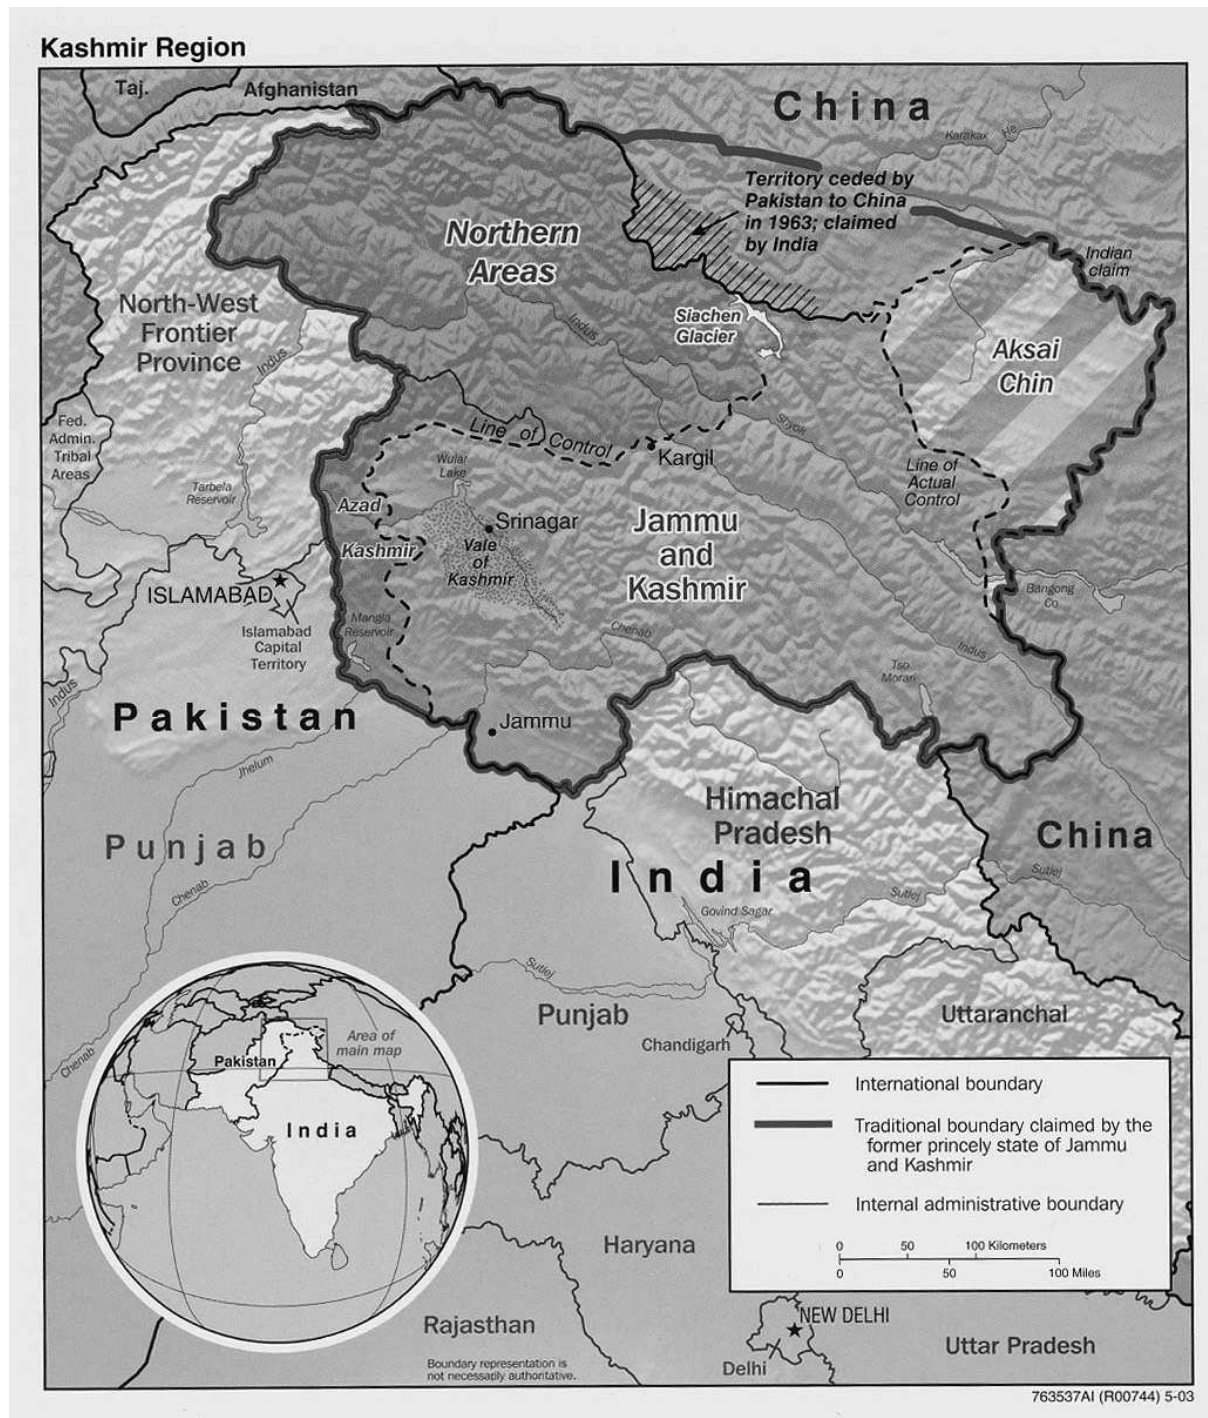 Kashmir Region
Taj.
Afghanistan
China
Karakax He
Territory ceded by
Pakistan to China
in 1963; claimed
by India
Northern
Areas
Indian
claim
North-West
Frontier
Province
Indus
Indus
Siachen
Glacier
Aksai
Chin
Fed.
Admin.
Tribal
Areas
Line of Control
Shyok
Kargil
Wular
Lake
Line of
Actual
Control
Tarbela
Reservoir
Azad
Kashmir
Srinagar
Vale
of
Kashmir
Jammu
and
Kashmir
ISLAMABAD
Islamabad
Capital
Territory
Mangla
Reservoir
Bangong
Co
Chenab
Indus
Tso
Morari
Indus
Pakistan
Jammu
Jhelum
Himachal
Pradesh
Punjab
China
India
Chenab
Sutlej
Sutlej
Govind Sagar
Sutlej
Punjab
Uttaranchal
Chandigarh
Chenab
Area of
main map
Pakistan
India
International boundary
Traditional boundary claimed by the
former princely state of Jammu
and Kashmir
Internal administrative boundary
0 50 100 Kilometers
0 50 100 Miles
Haryana
Rajasthan
NEW DELHI
Delhi
Uttar Pradesh
Boundary representation is
not necessarily authoritative.
763537AI (R00744) 5-03